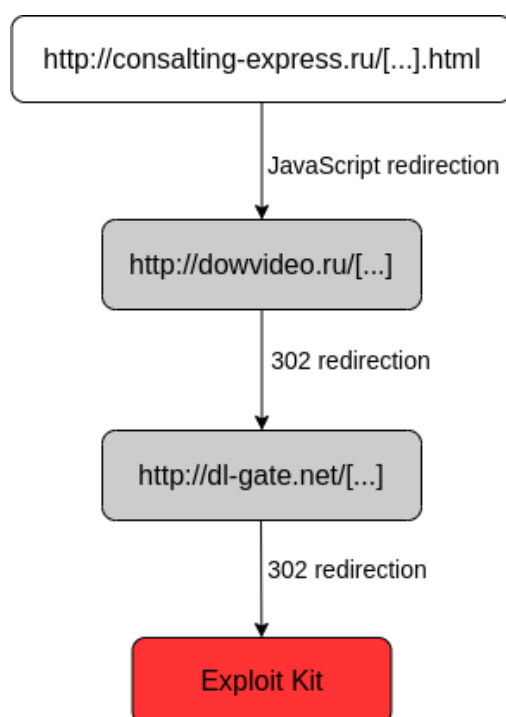 http://consalting-express.ru/[...].html
JavaScript redirection
http://dowvideo.ru/[...]
302 redirection
http://dl-gate.net/[...]
302 redirection
Exploit Kit